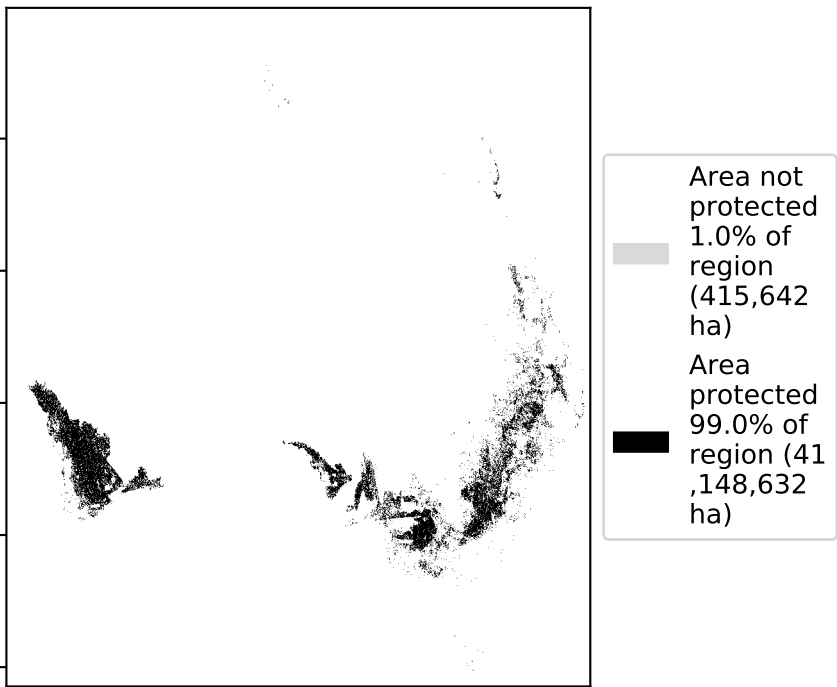 Area not
protected
1.0% of
region
(415,642
ha)
Area
protected
99.0% of
region (41
,148,632
ha)